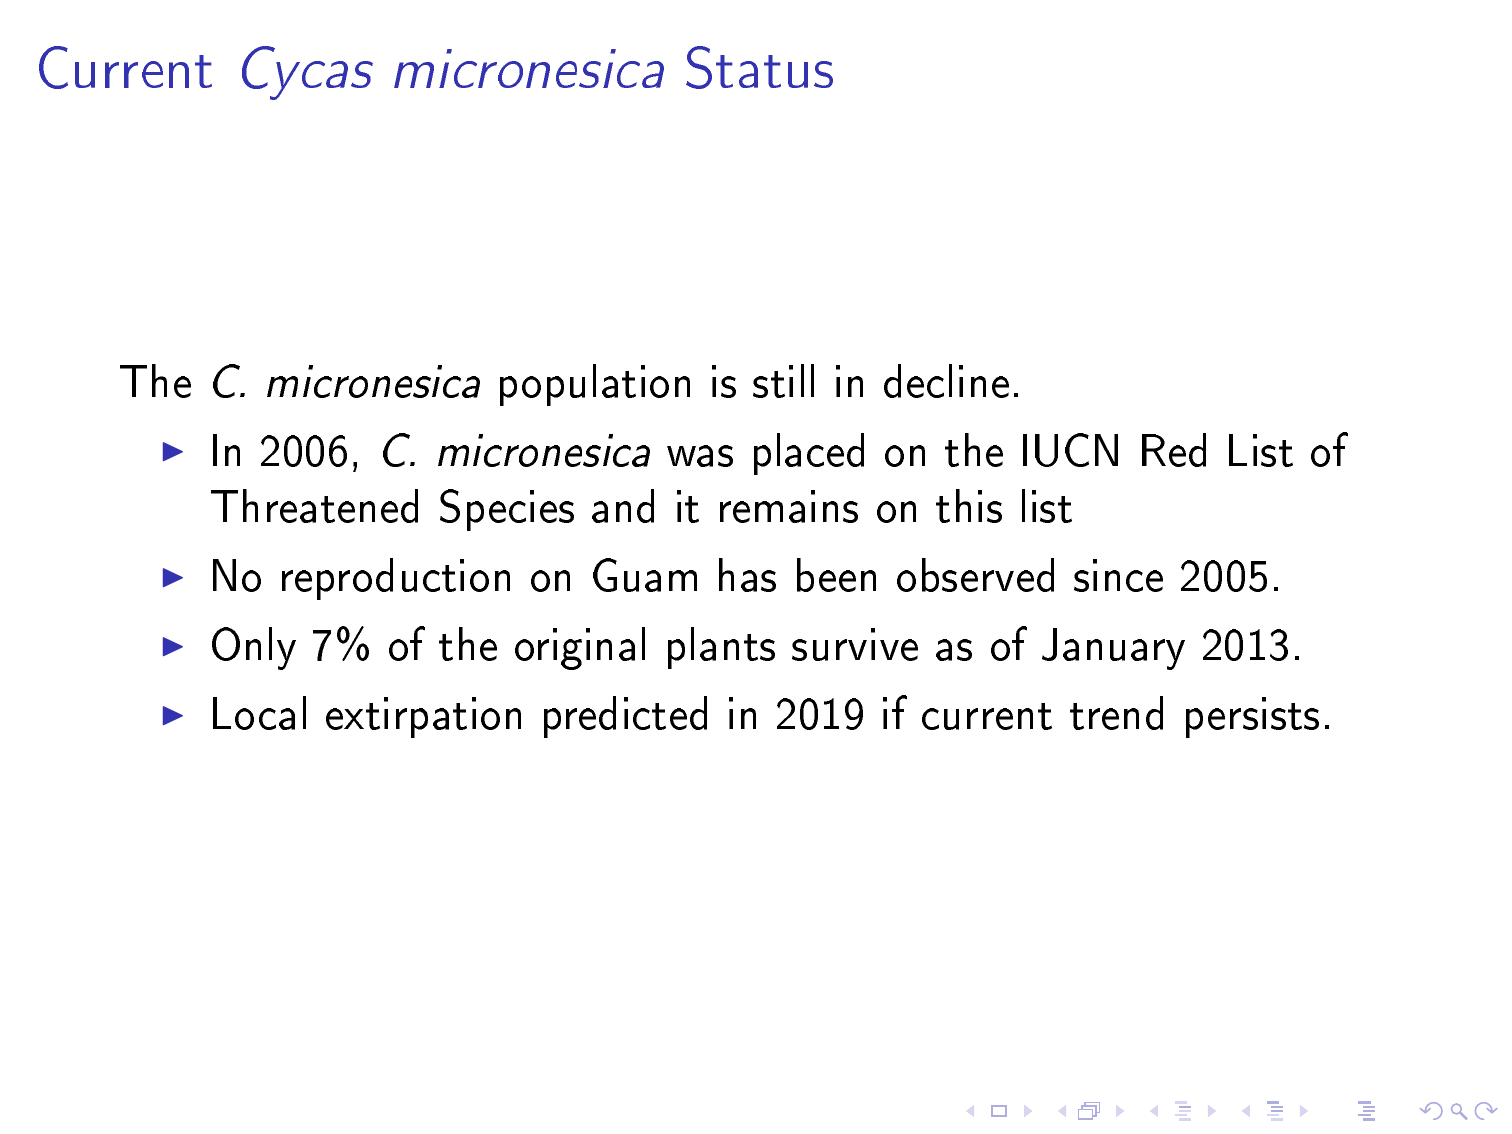 Current Cycas micronesica Status
The C. micronesica population is still in decline.
In 2006, C. micronesica was placed on the IUCN Red List of
Threatened Species and it remains on this list
No reproduction on Guam has been observed since 2005.
Only 7% of the original plants survive as of January 2013.
Local extirpation predicted in 2019 if current trend persists.